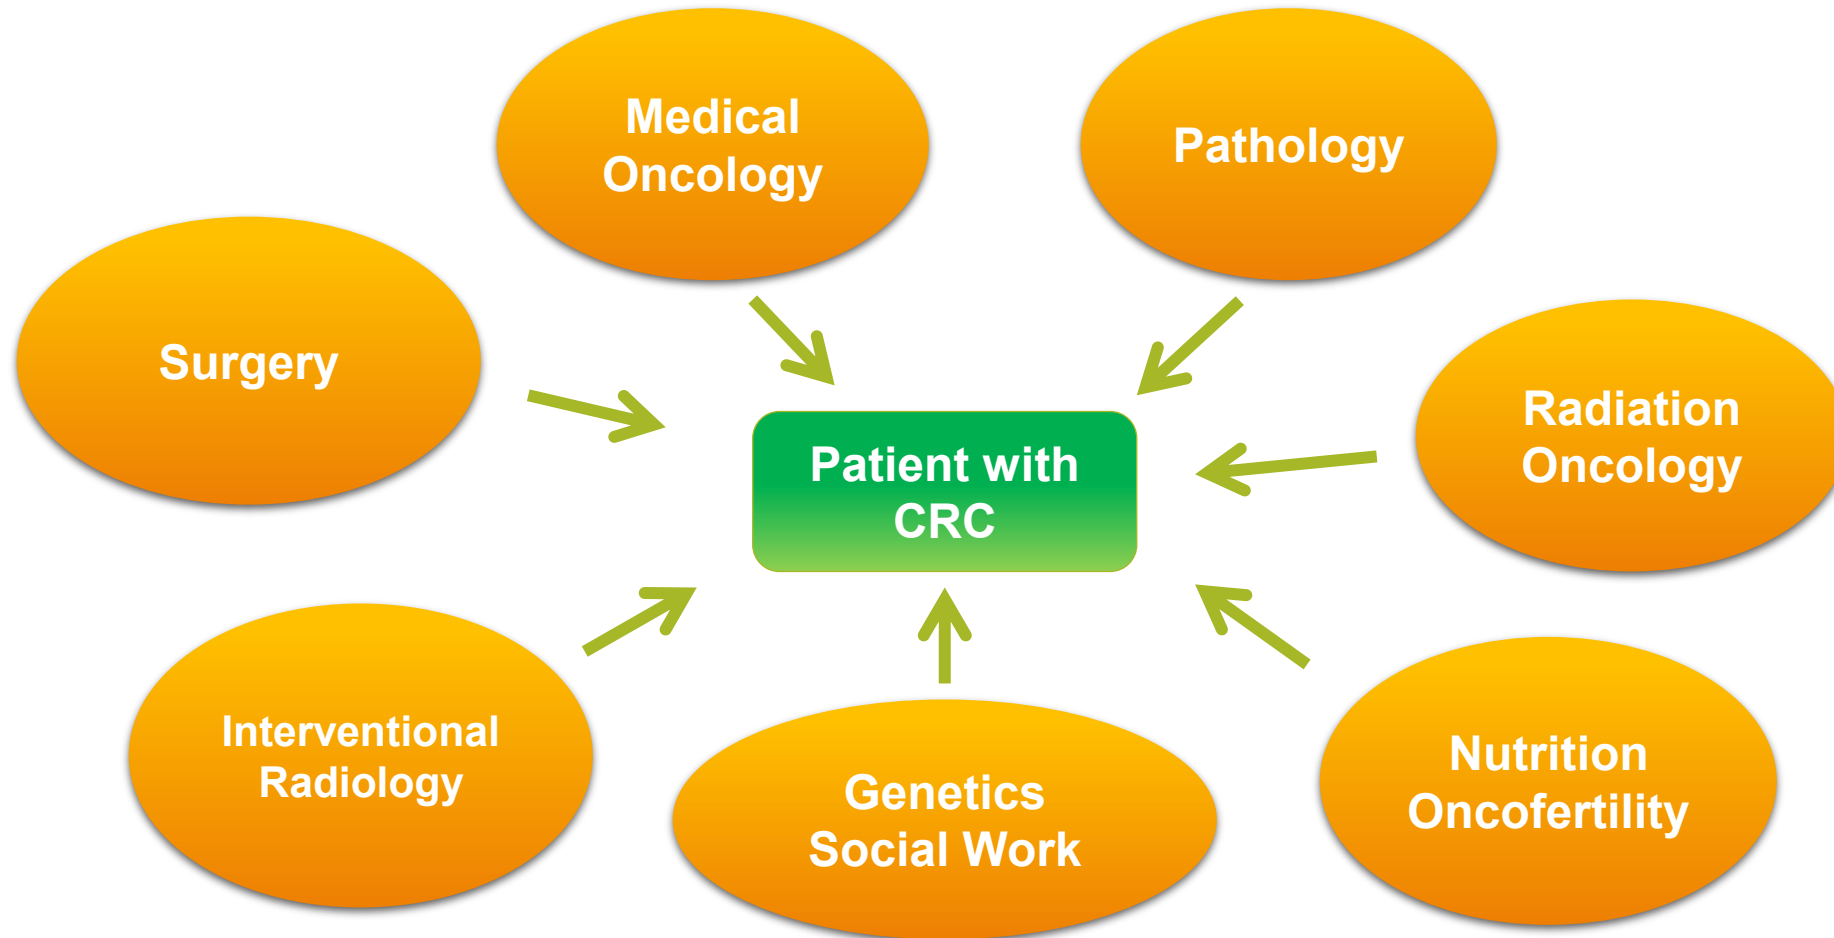 Medical
Oncology
Pathology
Surgery
Radiation
Oncology
Patient with
CRC
Interventional
Radiology
Genetics
Social Work
Nutrition
Oncofertility